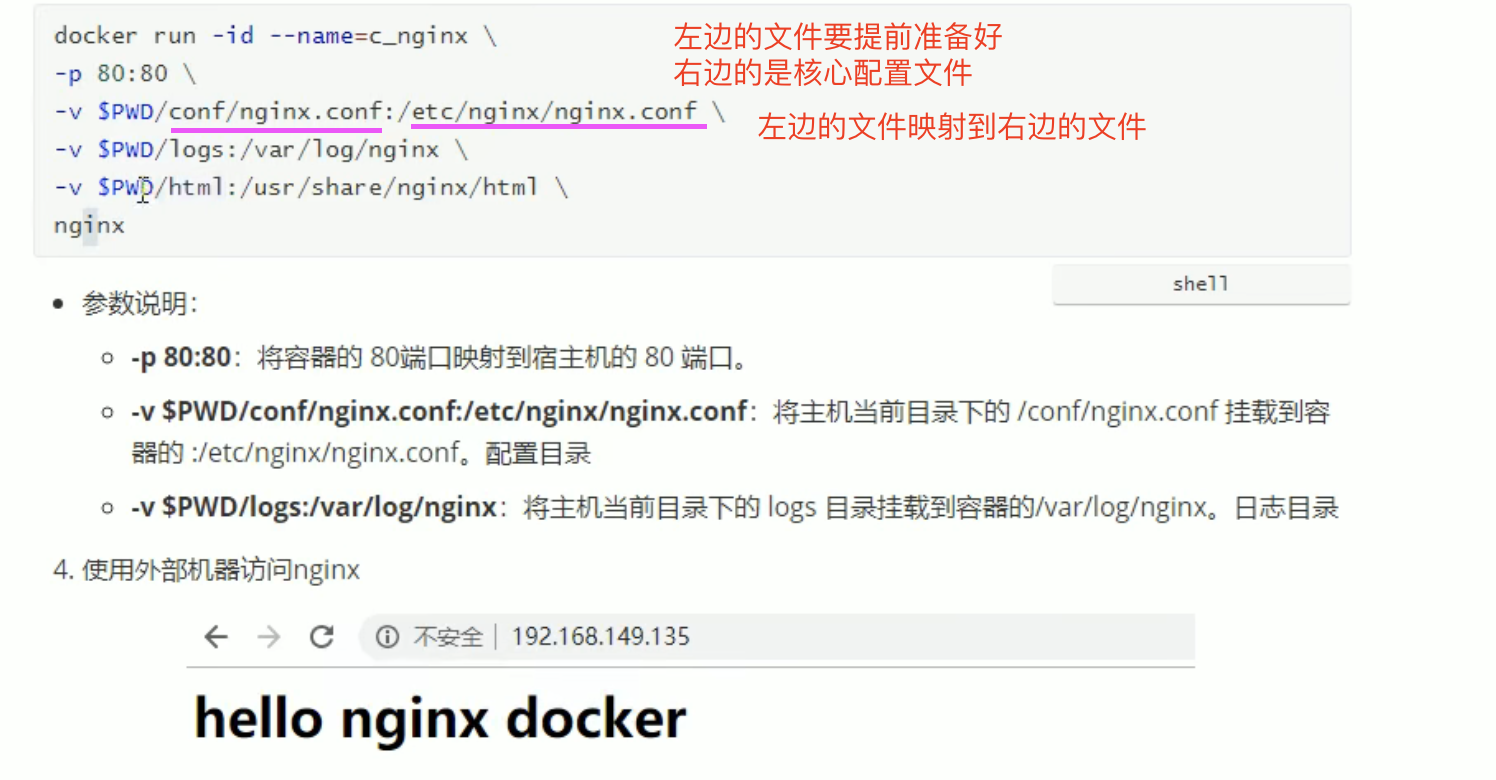 docker run -id --name=c_nginx \
左边的文件要提前准备好
-p 80:80 \
右边的是核心配置文件
-v $PWD/conf/nginx.conf:/etc/nginx/nginx.conf \
左边的文件映射到右边的文件
-v $PWD/logs:/var/log/nginx \
-v $PWD/html:/usr/share/nginx/html \
nginx
shell
参数说明：
-p 80:80：将容器的 80端口映射到宿主机的 80 端口。
-v $PWD/conf/nginx.conf:/etc/nginx/nginx.conf：将主机当前目录下的 /conf/nginx.conf 挂载到容
器的 :/etc/nginx/nginx.conf。配置目录
-v $PWD/logs:/var/log/nginx：将主机当前目录下的 logs 目录挂载到容器的/var/log/nginx。日志目录
4. 使用外部机器访问nginx
不安全 | 192.168.149.135
hello nginx docker